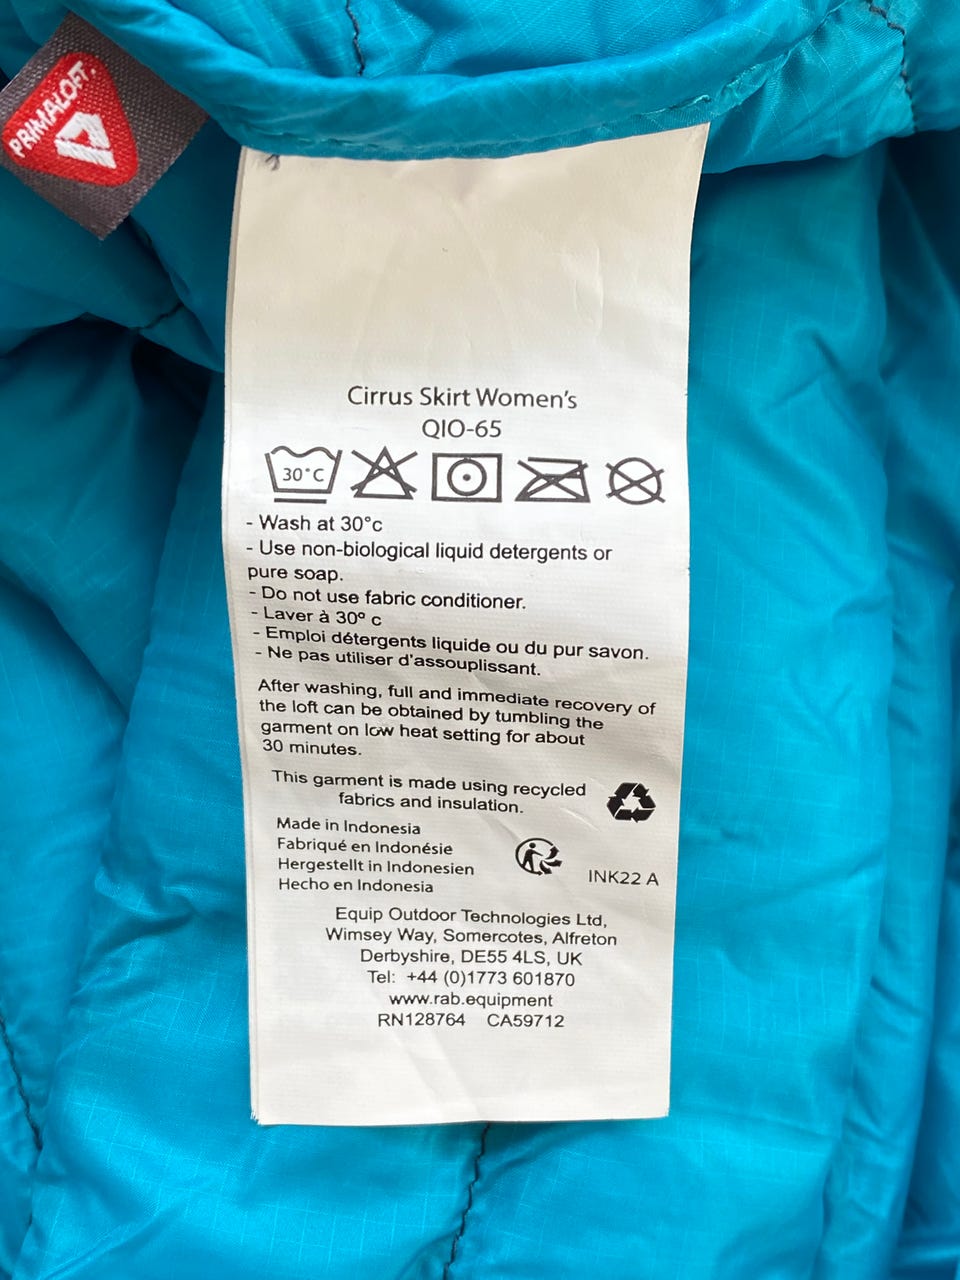 PRIMALOFT.
Cirrus Skirt Women's
QIO-65
30°C
- Wash at 30°c
- Use non-biological liquid detergents or
pure soap.
- Do not use fabric conditioner.
- Laver à 30º c
- Emploi détergents liquide ou du pur savon.
- Ne pas utiliser d'assouplissant.
After washing, full and immediate recovery of
the loft can be obtained by tumbling the
garment on low heat setting for about
30 minutes.
This garment is made using recycled
fabrics and insulation.
Made in Indonesia
Fabriqué en Indonésie
Hergestellt in Indonesien
Hecho en Indonesia
INK22 A
Equip Outdoor Technologies Ltd,
Wimsey Way, Somercotes, Alfreton
Derbyshire, DE55 4LS, UK
Tel: +44 (0)1773 601870
www.rab.equipment
RN128764 CA59712